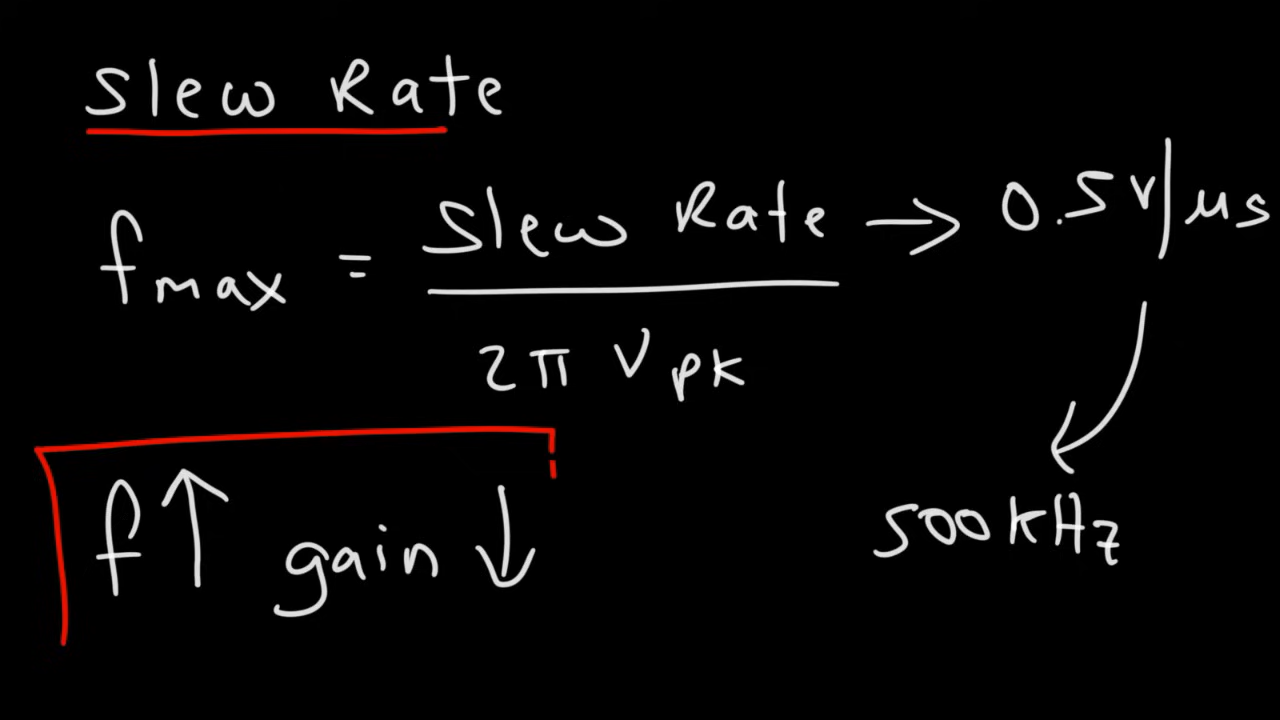 Slew Rate
fmax = Slew Rate / 2π Vpk → 0.5V/μs
500kHz
f↑ gain ↓